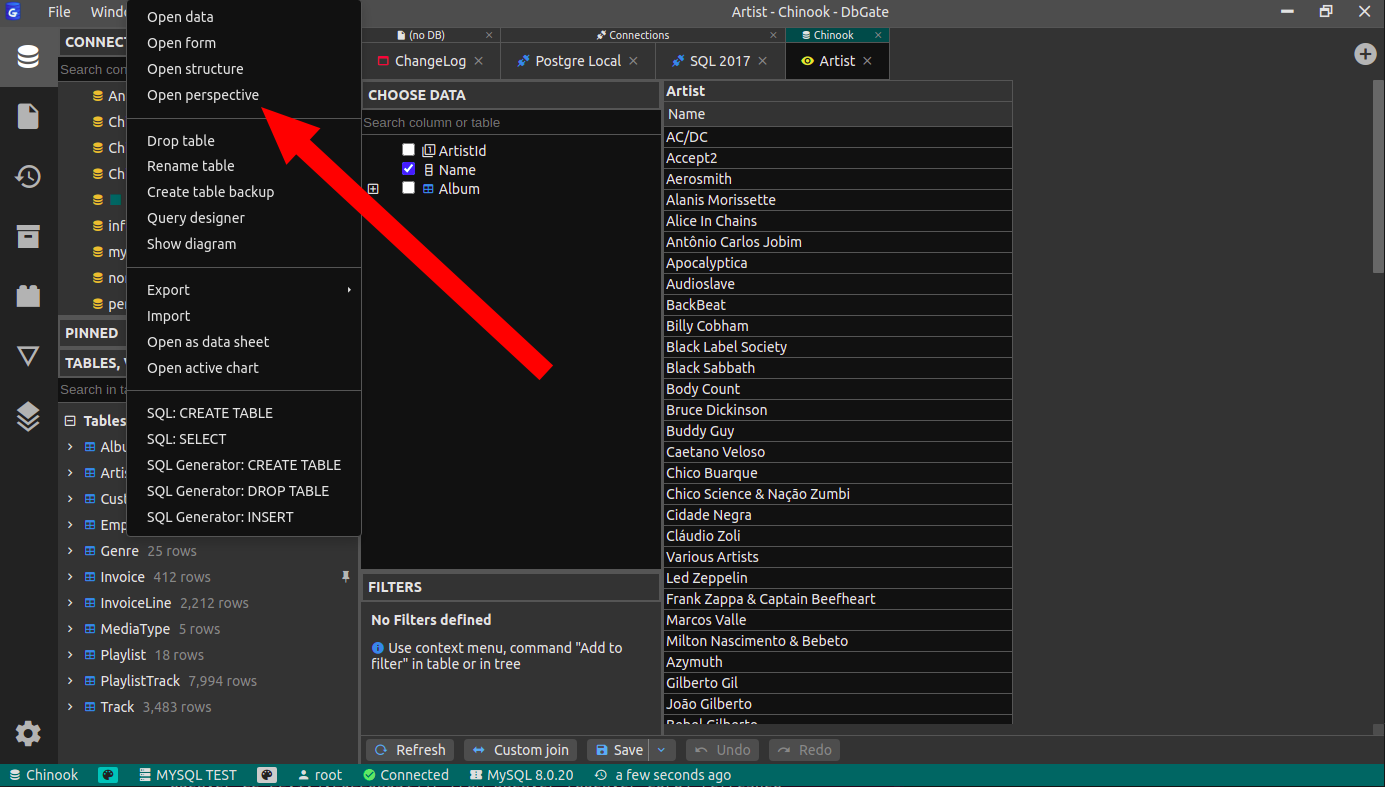 File Windo
Artist - Chinook - DbGate
Open data
Open form
Open structure
Open perspective
Drop table
Rename table
Create table backup
Query designer
Show diagram
Export
Import
Open as data sheet
Open active chart
SQL: CREATE TABLE
SQL: SELECT
SQL Generator: CREATE TABLE
SQL Generator: DROP TABLE
SQL Generator: INSERT
CONNECT
Search con
An
Ch
Ch
Ch
inf
my
no
pe
PINNED
TABLES, V
Search in ta
Tables
Albu
Artis
Cust
Emp
Genre 25 rows
Invoice 412 rows
InvoiceLine 2,212 rows
MediaType 5 rows
Playlist 18 rows
PlaylistTrack 7,994 rows
Track 3,483 rows
(no DB) Connections Chinook
ChangeLog Postgre Local SQL 2017 Artist
CHOOSE DATA
Search column or table
ArtistId
Name
Album
FILTERS
No Filters defined
Use context menu, command "Add to
filter" in table or in tree
Artist
Name
AC/DC
Accept2
Aerosmith
Alanis Morissette
Alice In Chains
Antônio Carlos Jobim
Apocalyptica
Audioslave
BackBeat
Billy Cobham
Black Label Society
Black Sabbath
Body Count
Bruce Dickinson
Buddy Guy
Caetano Veloso
Chico Buarque
Chico Science & Nação Zumbi
Cidade Negra
Cláudio Zoli
Various Artists
Led Zeppelin
Frank Zappa & Captain Beefheart
Marcos Valle
Milton Nascimento & Bebeto
Azymuth
Gilberto Gil
João Gilberto
Bebel Gilberto
Refresh Custom join Save Undo Redo
Chinook MYSQL TEST root Connected MySQL 8.0.20 a few seconds ago